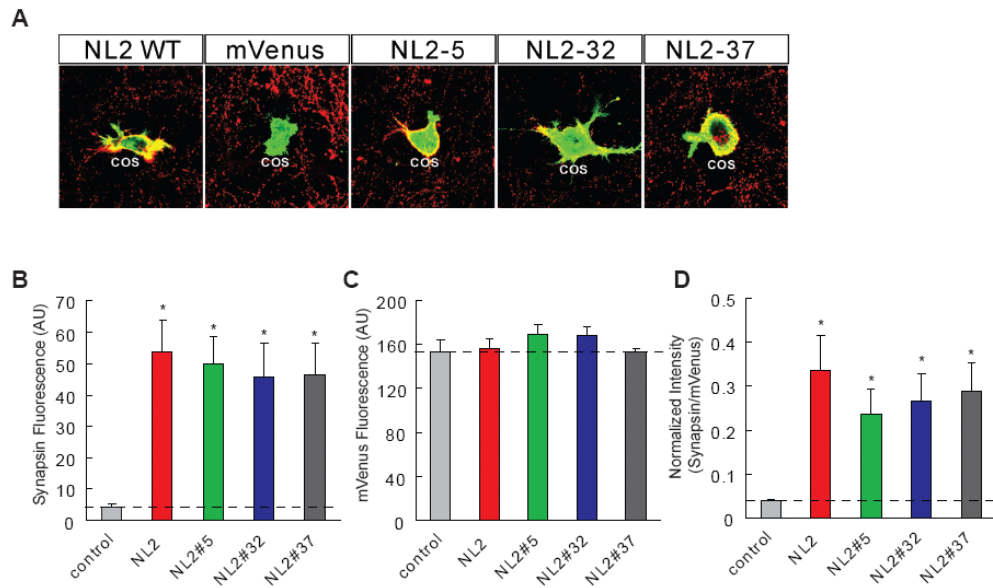 A
NL2 WT mVenus NL2-5 NL2-32 NL2-37
COS COS COS COS COS
B
Synapsin Fluorescence (AU)
70
60
50
40
30
20
10
0
* * * *
control NL2 NL2#5 NL2#32 NL2#37
C
mVenus Fluorescence (AU)
200
160
120
80
40
0
control NL2 NL2#5 NL2#32 NL2#37
D
Normalized Intensity
(Synapsin/mVenus)
0.5
0.4
0.3
0.2
0.1
0
* * * *
control NL2 NL2#5 NL2#32 NL2#37